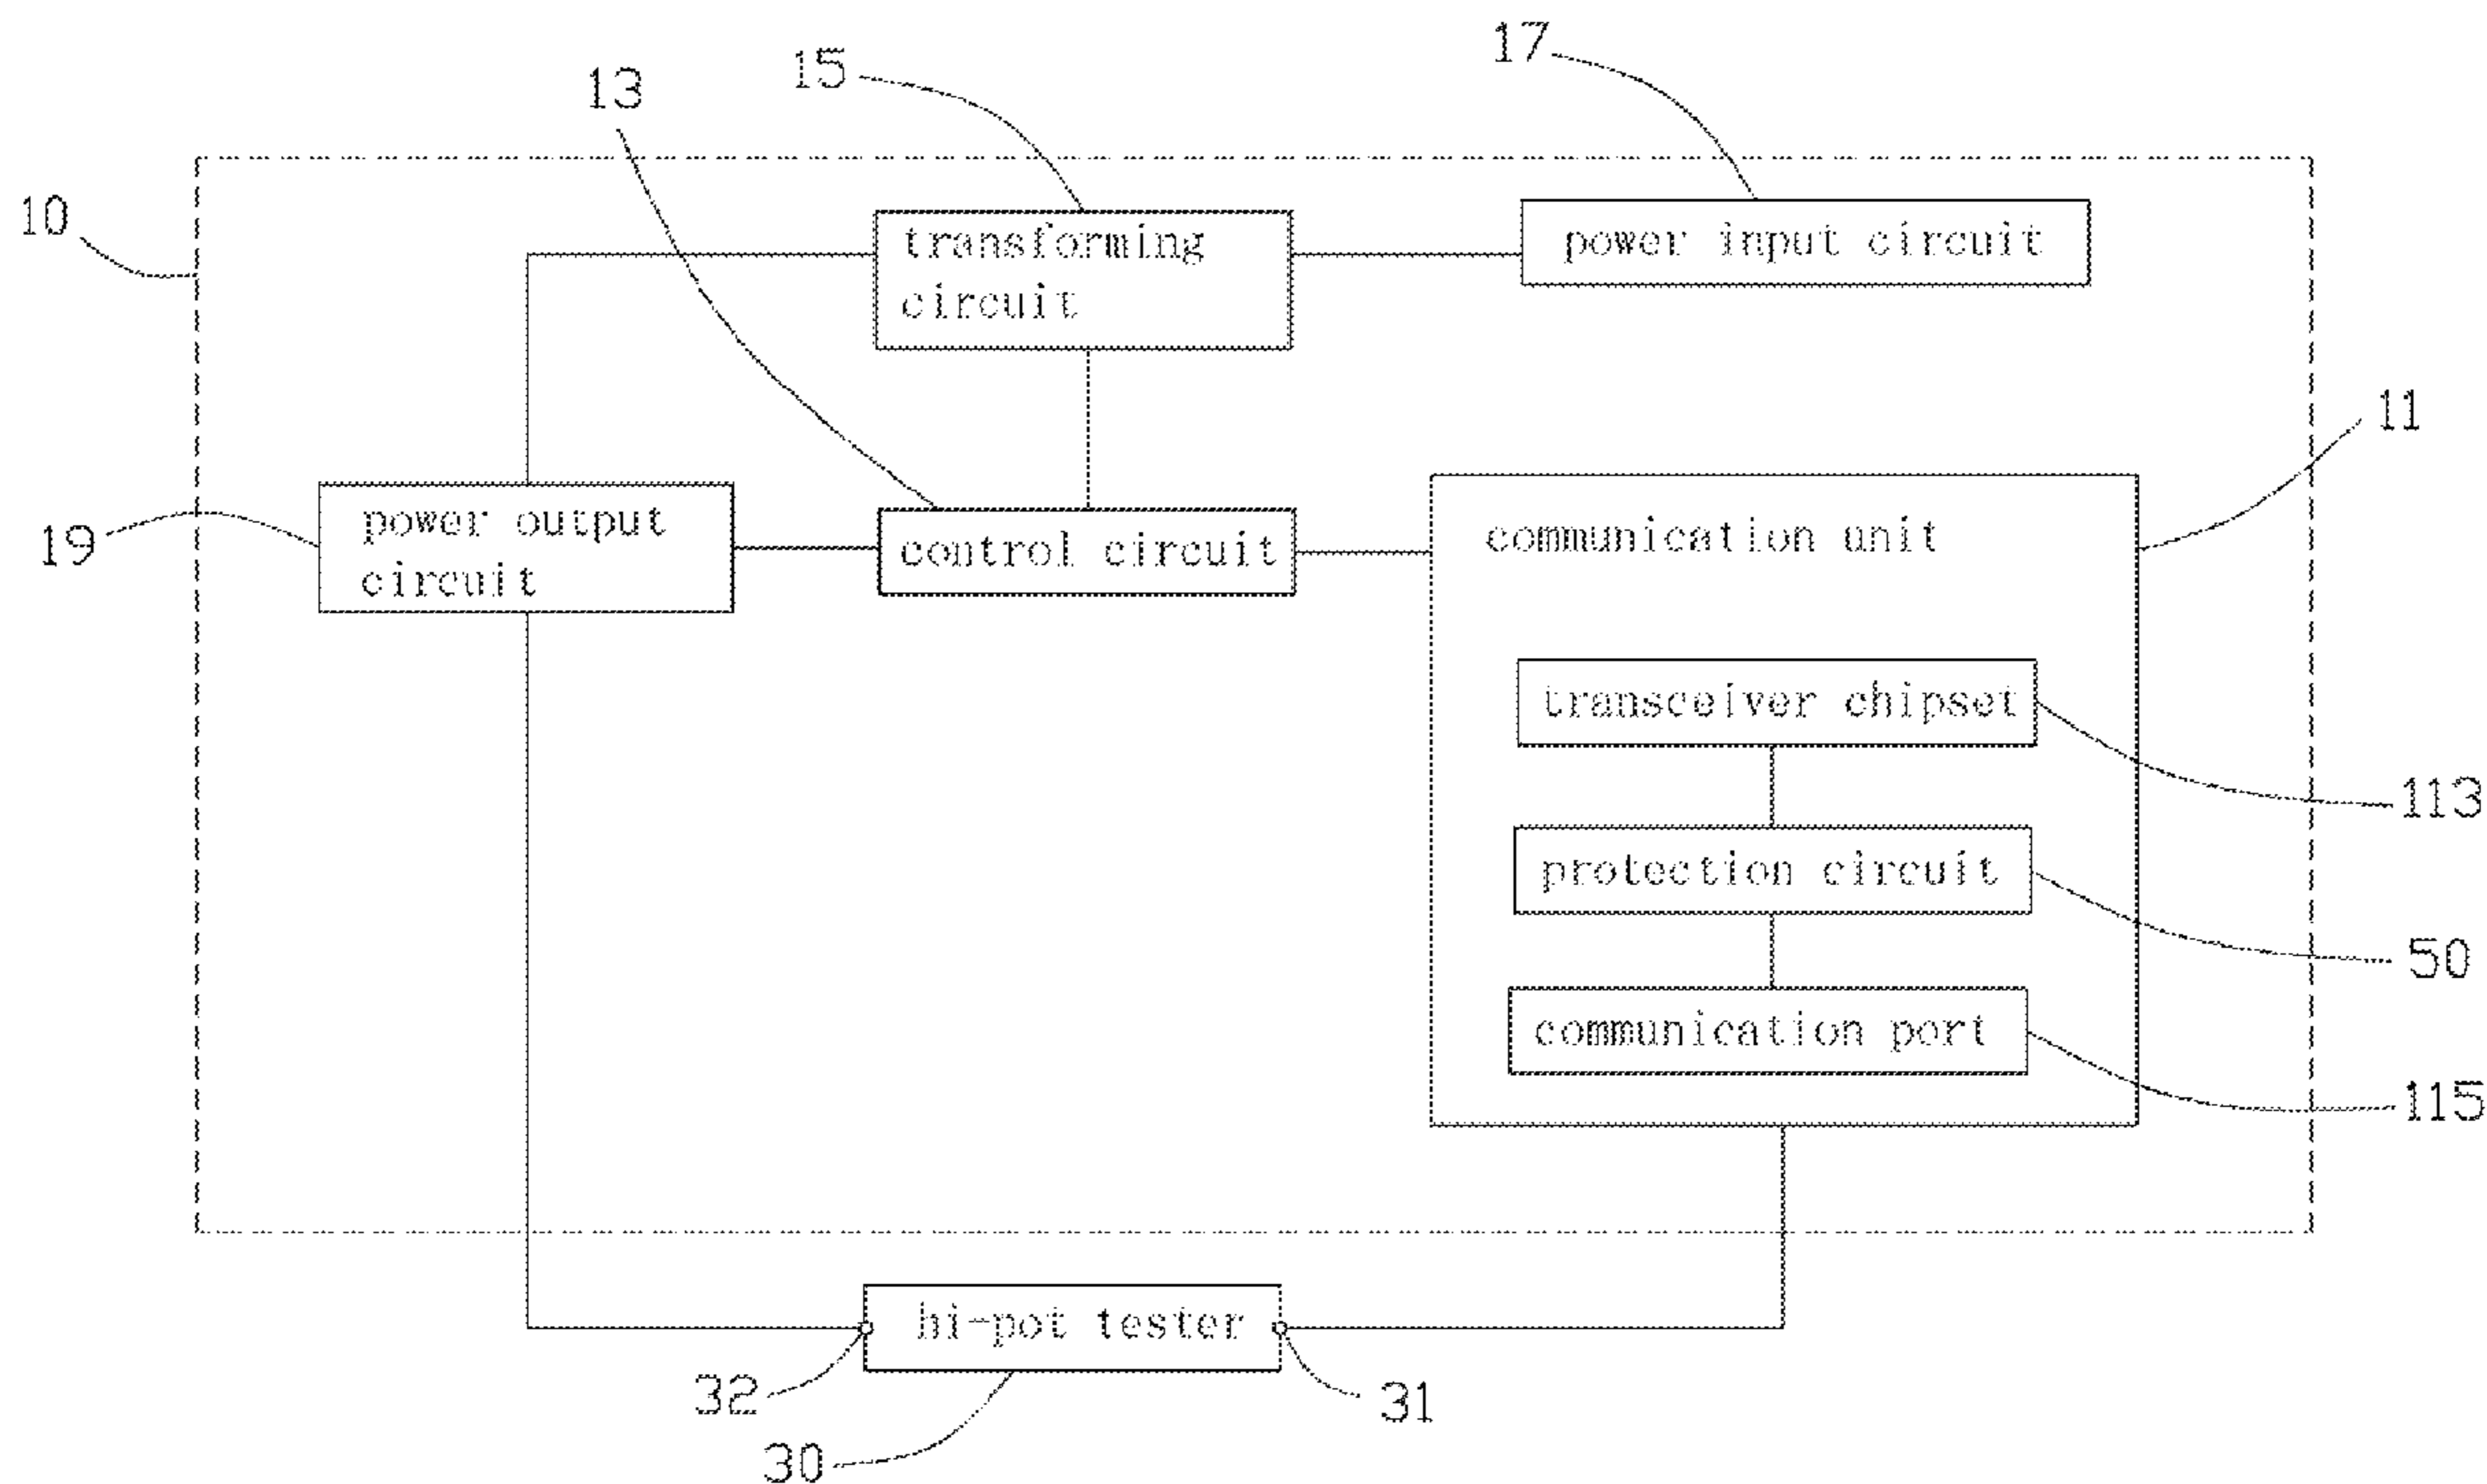 17
15
13
10
transforming
circuit
power input circuit
11
power output
circuit
19
control circuit
communication unit
transceiver chipset
113
protection circuit
50
communication port
115
hi-pot tester
32
31
30